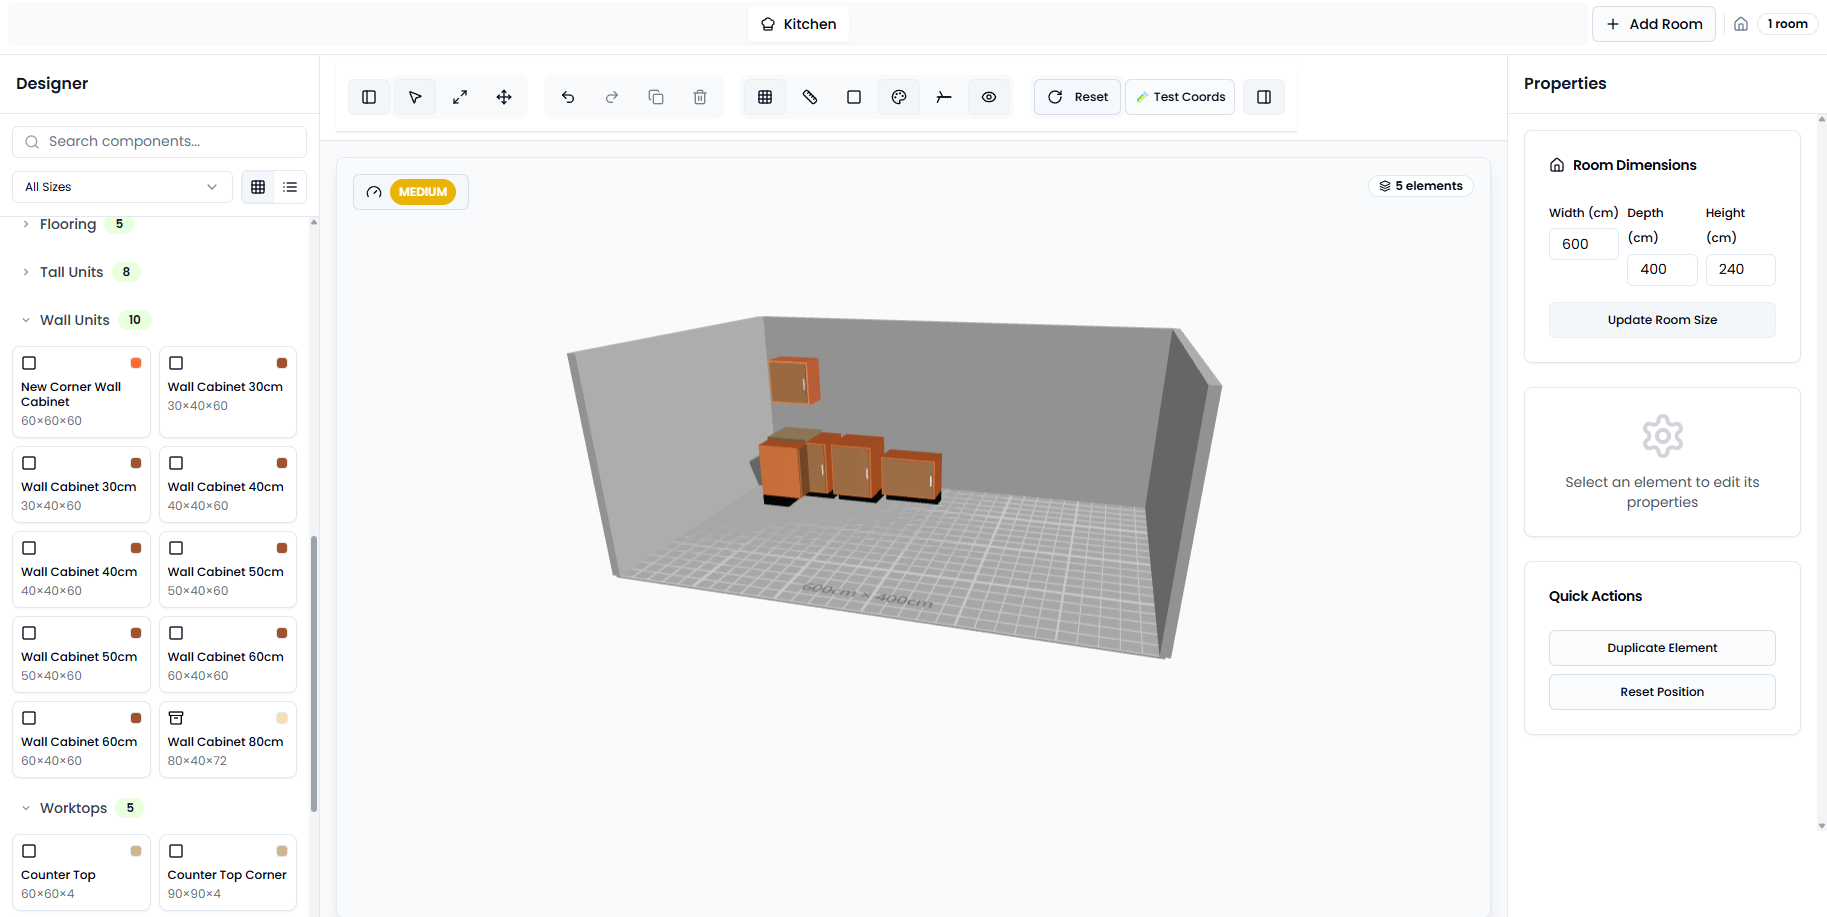 Kitchen
Add Room
1 room
Designer
Search components...
All Sizes
Flooring 5
Tall Units 8
Wall Units 10
New Corner Wall
Cabinet
60×60×60
Wall Cabinet 30cm
30×40×60
Wall Cabinet 30cm
30×40×60
Wall Cabinet 40cm
40×40×60
Wall Cabinet 40cm
40×40×60
Wall Cabinet 50cm
50×40×60
Wall Cabinet 50cm
50×40×60
Wall Cabinet 60cm
60×40×60
Wall Cabinet 60cm
60×40×60
Wall Cabinet 80cm
80×40×72
Worktops 5
Counter Top
60×60×4
Counter Top Corner
90×90×4
Reset
Test Coords
MEDIUM
5 elements
600cm × 400cm
Properties
Room Dimensions
Width (cm)
600
Depth
(cm)
400
Height
(cm)
240
Update Room Size
Select an element to edit its
properties
Quick Actions
Duplicate Element
Reset Position